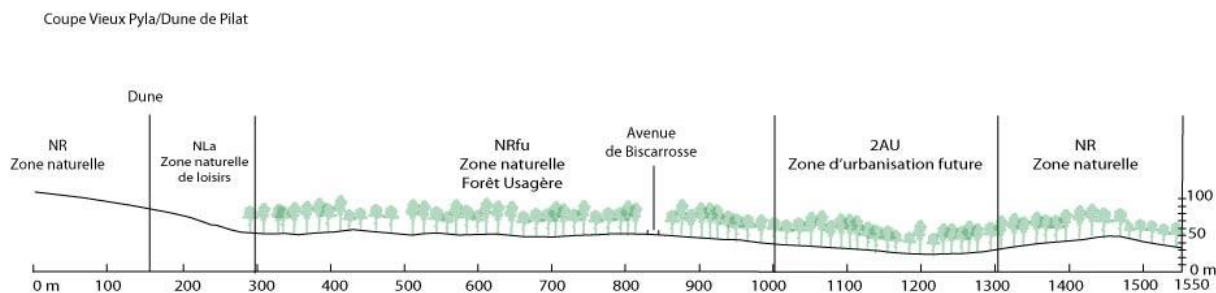 Coupe Vieux Pyla/Dune de Pilat
Dune
NR
Zone naturelle
NLa
Zone naturelle
de loisirs
NRfu
Zone naturelle
Forêt Usagère
Avenue
de Biscarrosse
2AU
Zone d'urbanisation future
NR
Zone naturelle
100
50
0 m
0 m 100 200 300 400 500 600 700 800 900 1000 1100 1200 1300 1400 1500 1550